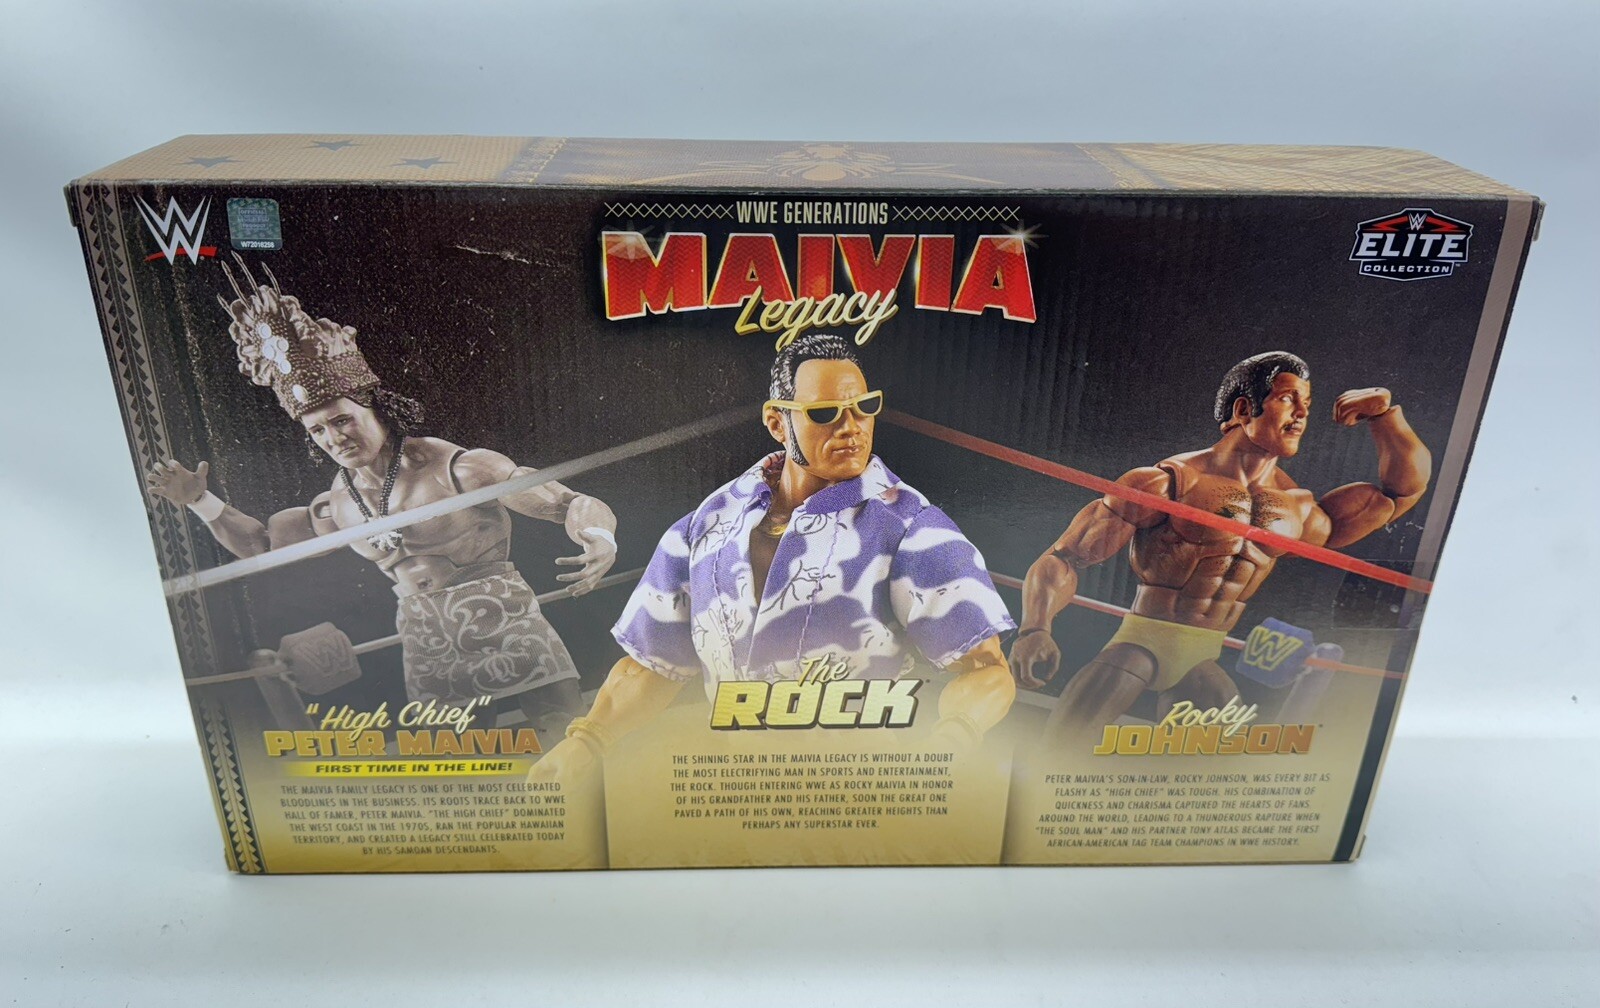 W
OFFICIAL
W72016258
WWE GENERATIONS
MAIVIA
Legacy
W
ELITE
COLLECTION™
"High Chief"
PETER MAIVIA™
FIRST TIME IN THE LINE!
THE MAIVIA FAMILY LEGACY IS ONE OF THE MOST CELEBRATED
BLOODLINES IN THE BUSINESS. ITS ROOTS TRACE BACK TO WWE
HALL OF FAMER, PETER MAIVIA. "THE HIGH CHIEF" DOMINATED
THE WEST COAST IN THE 1970S, RAN THE POPULAR HAWAIIAN
TERRITORY, AND CREATED A LEGACY STILL CELEBRATED TODAY
BY HIS SAMOAN DESCENDANTS.
The
ROCK™
THE SHINING STAR IN THE MAIVIA LEGACY IS WITHOUT A DOUBT
THE MOST ELECTRIFYING MAN IN SPORTS AND ENTERTAINMENT,
THE ROCK. THOUGH ENTERING WWE AS ROCKY MAIVIA IN HONOR
OF HIS GRANDFATHER AND HIS FATHER, SOON THE GREAT ONE
PAVED A PATH OF HIS OWN, REACHING GREATER HEIGHTS THAN
PERHAPS ANY SUPERSTAR EVER.
W
Rocky
JOHNSON™
PETER MAIVIA'S SON-IN-LAW, ROCKY JOHNSON, WAS EVERY BIT AS
FLASHY AS "HIGH CHIEF" WAS TOUGH. HIS COMBINATION OF
QUICKNESS AND CHARISMA CAPTURED THE HEARTS OF FANS
AROUND THE WORLD, LEADING TO A THUNDEROUS RAPTURE WHEN
"THE SOUL MAN" AND HIS PARTNER TONY ATLAS BECAME THE FIRST
AFRICAN-AMERICAN TAG TEAM CHAMPIONS IN WWE HISTORY.